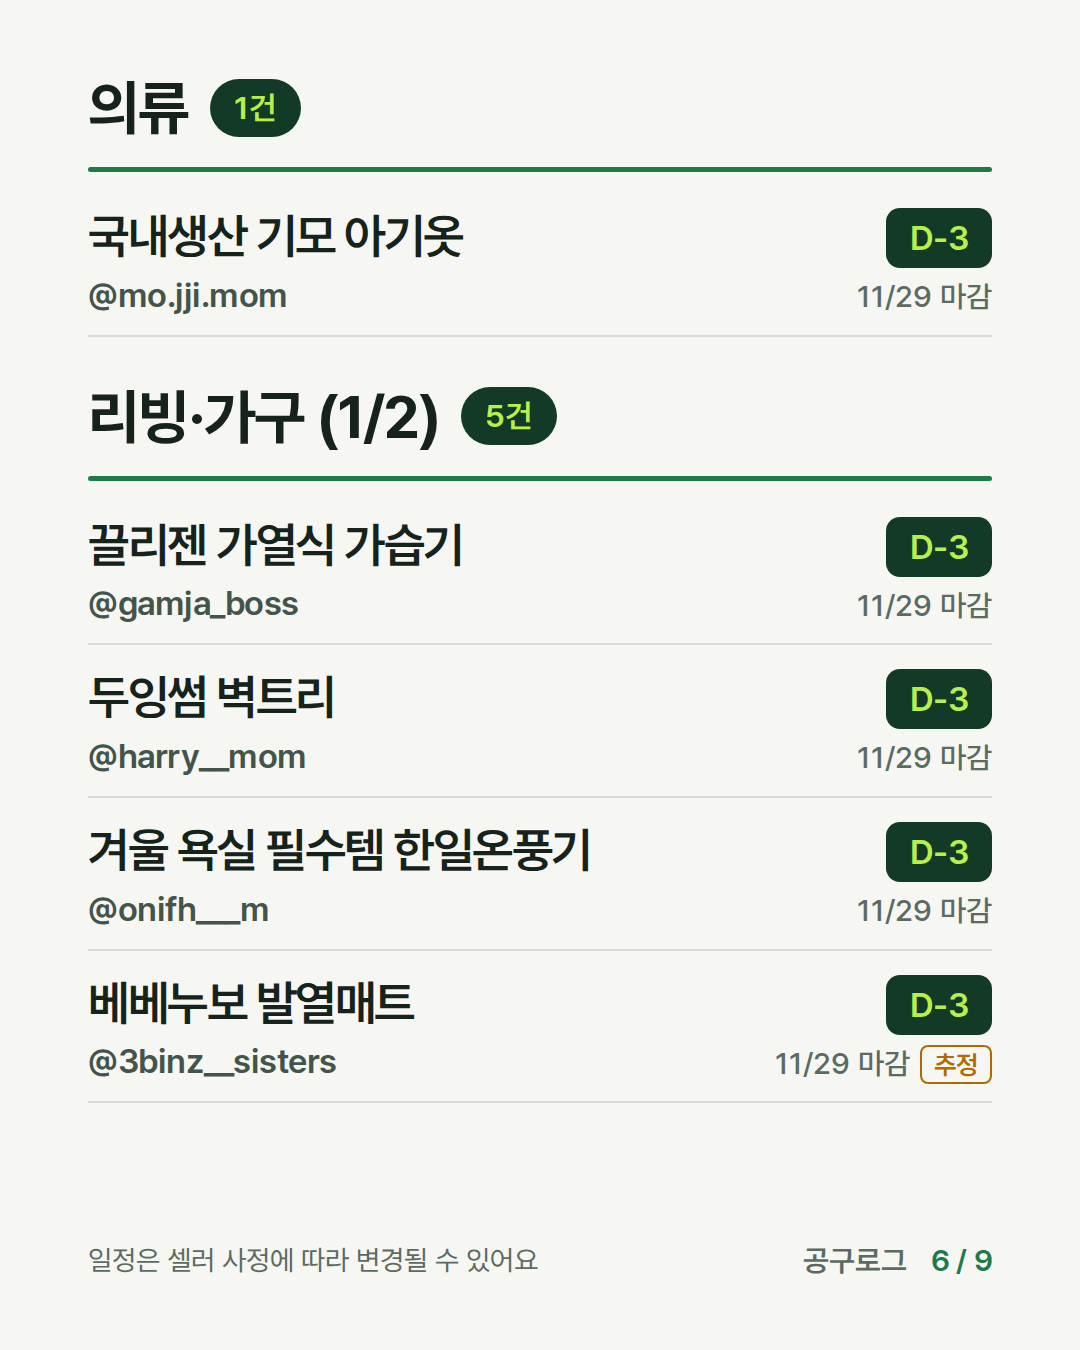 의류 1건
국내생산 기모 아기옷 D-3
@mo.jji.mom 11/29 마감
리빙·가구 (1/2) 5건
끌리젠 가열식 가습기 D-3
@gamja_boss 11/29 마감
두잉썸 벽트리 D-3
@harry__mom 11/29 마감
겨울 욕실 필수템 한일온풍기 D-3
@onifh___m 11/29 마감
베베누보 발열매트 D-3
@3binz__sisters 11/29 마감 추정
일정은 셀러 사정에 따라 변경될 수 있어요 공구로그 6 / 9